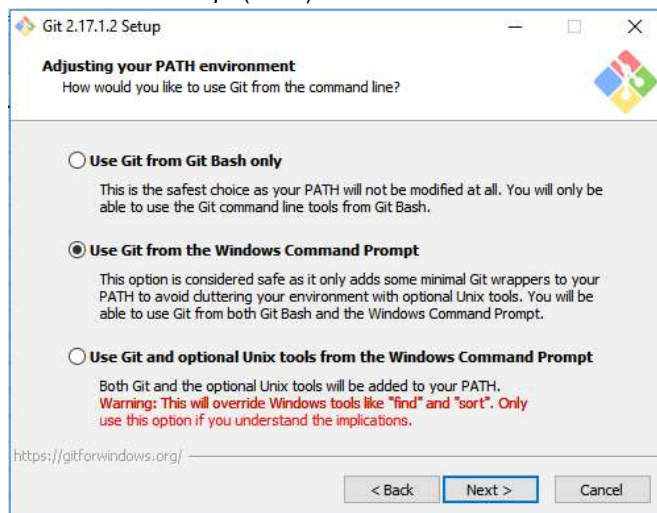 Git 2.17.1.2 Setup
Adjusting your PATH environment
How would you like to use Git from the command line?
Use Git from Git Bash only
This is the safest choice as your PATH will not be modified at all. You will only be
able to use the Git command line tools from Git Bash.
Use Git from the Windows Command Prompt
This option is considered safe as it only adds some minimal Git wrappers to your
PATH to avoid cluttering your environment with optional Unix tools. You will be
able to use Git from both Git Bash and the Windows Command Prompt.
Use Git and optional Unix tools from the Windows Command Prompt
Both Git and the optional Unix tools will be added to your PATH.
Warning: This will override Windows tools like "find" and "sort". Only
use this option if you understand the implications.
https://gitforwindows.org/
< Back Next > Cancel